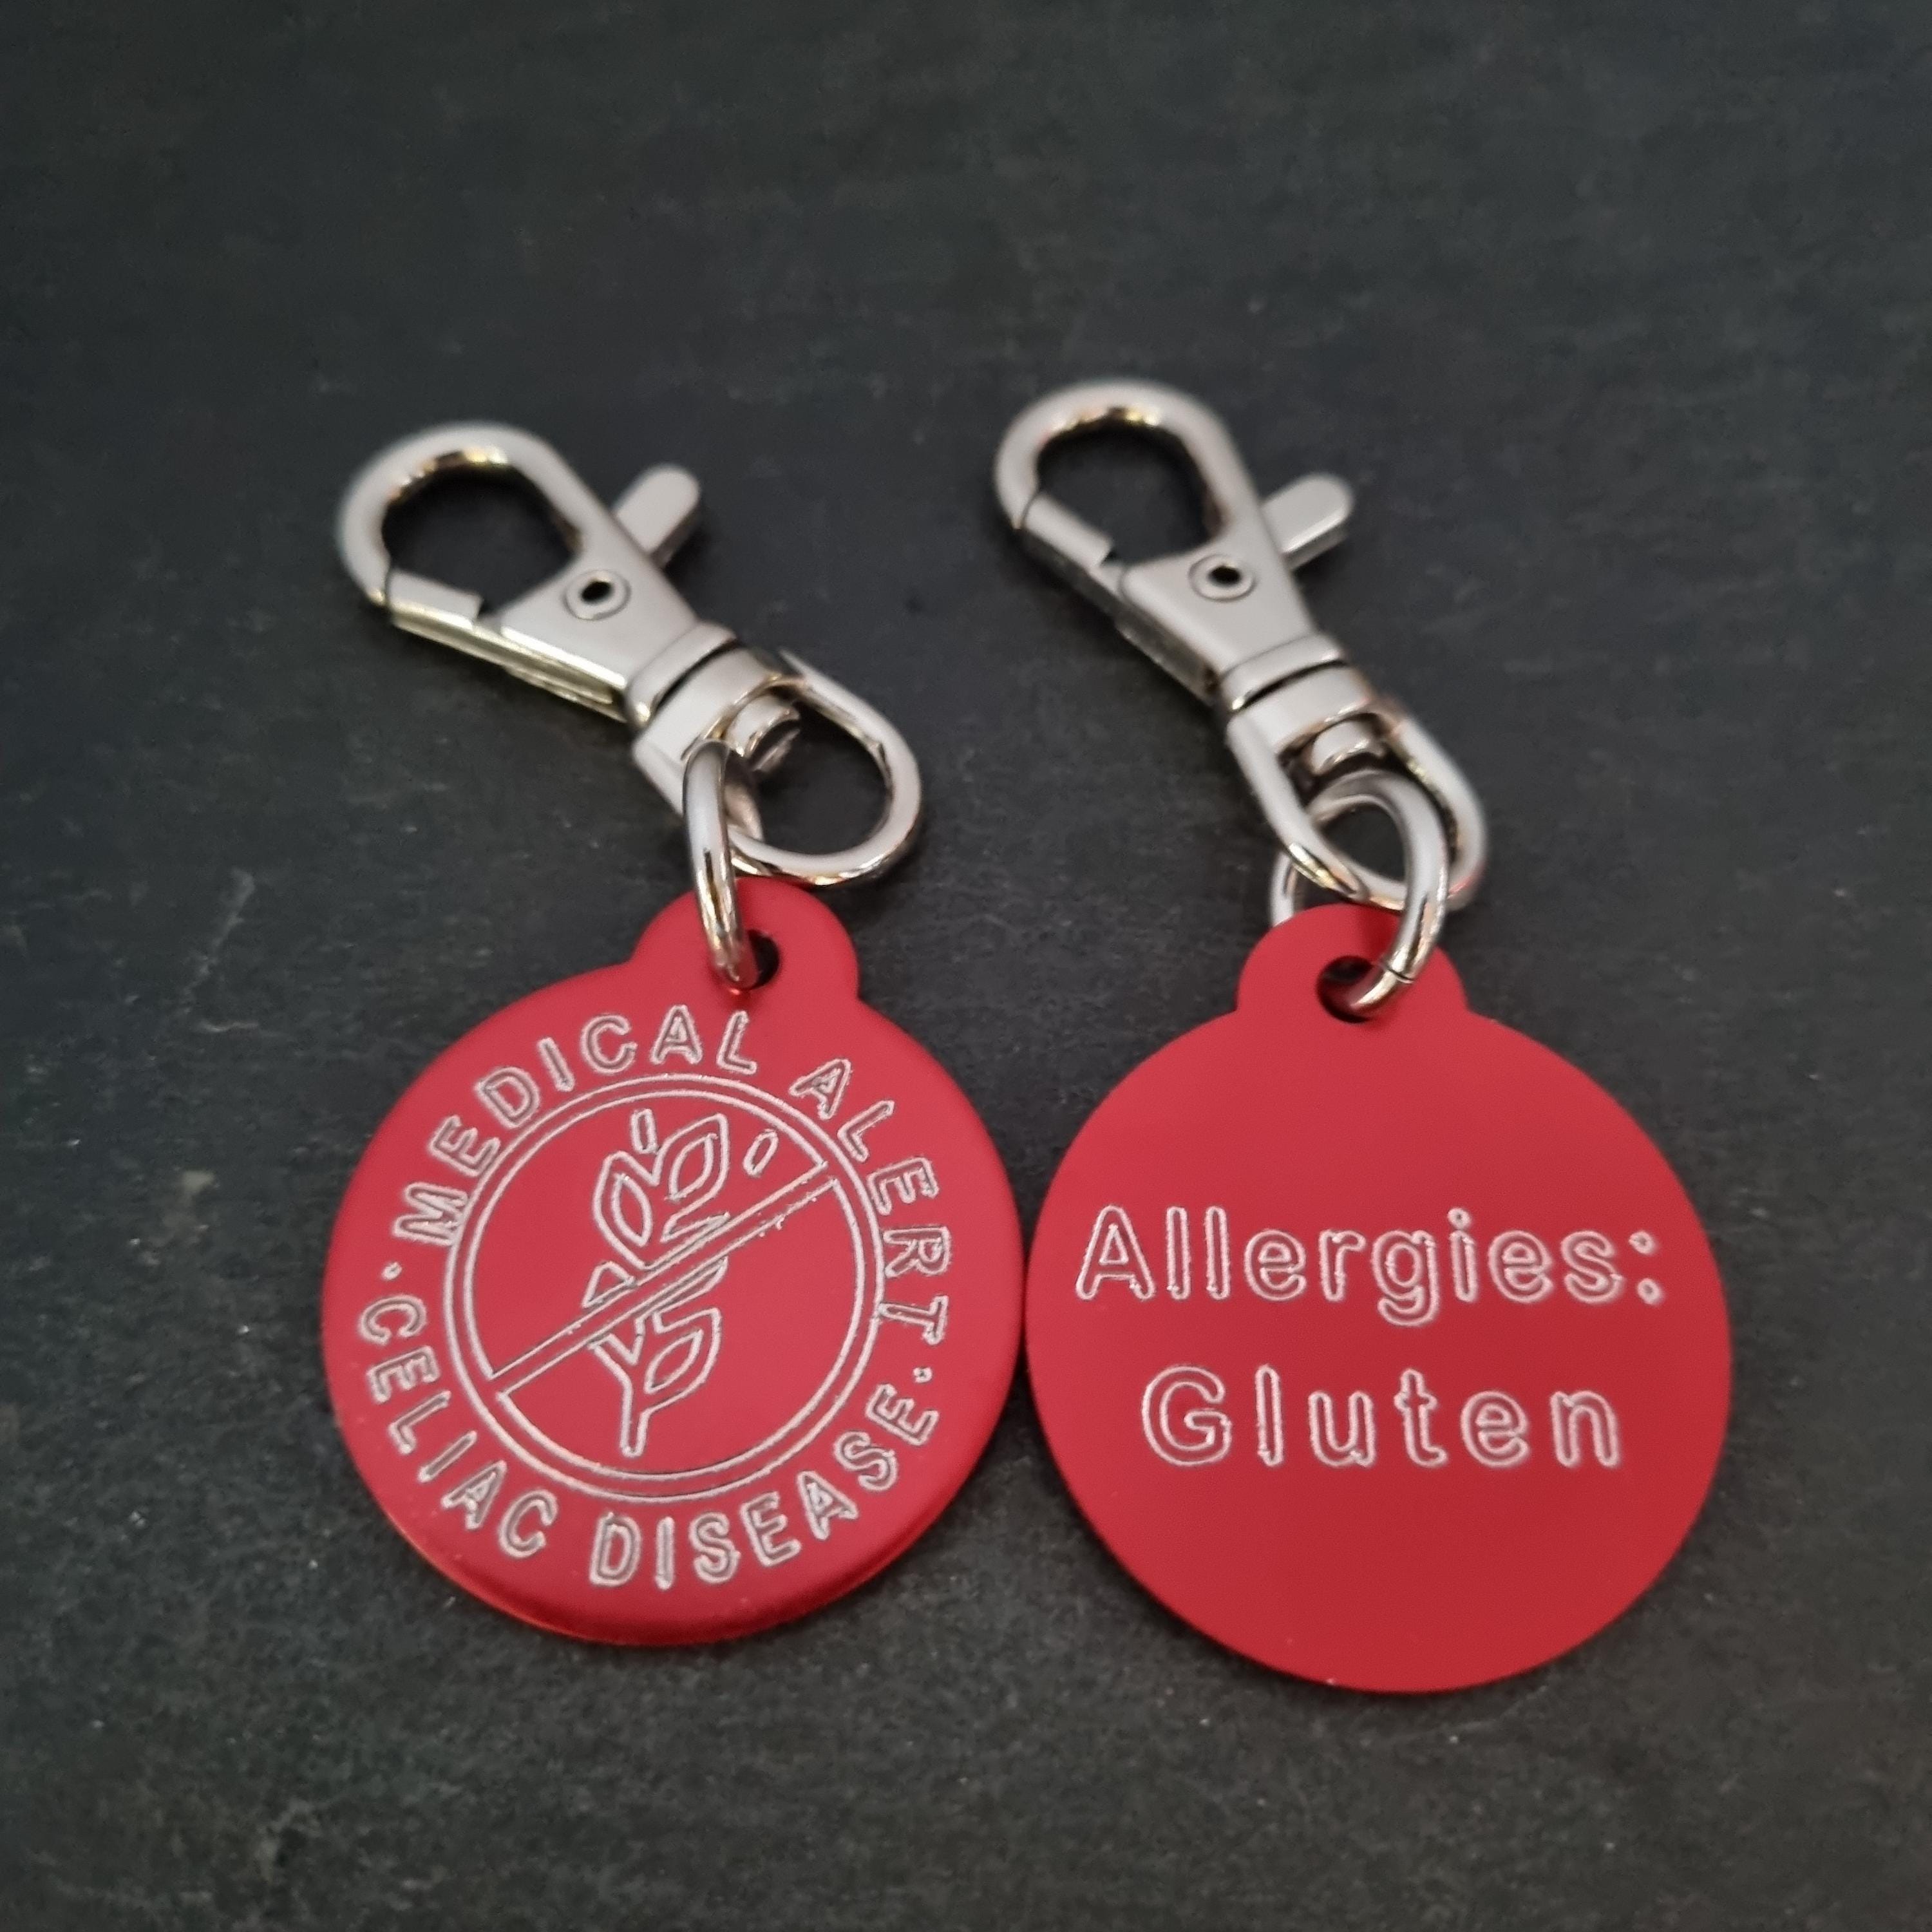 MEDICAL ALERT
CELIAC DISEASE
Allergies:
Gluten